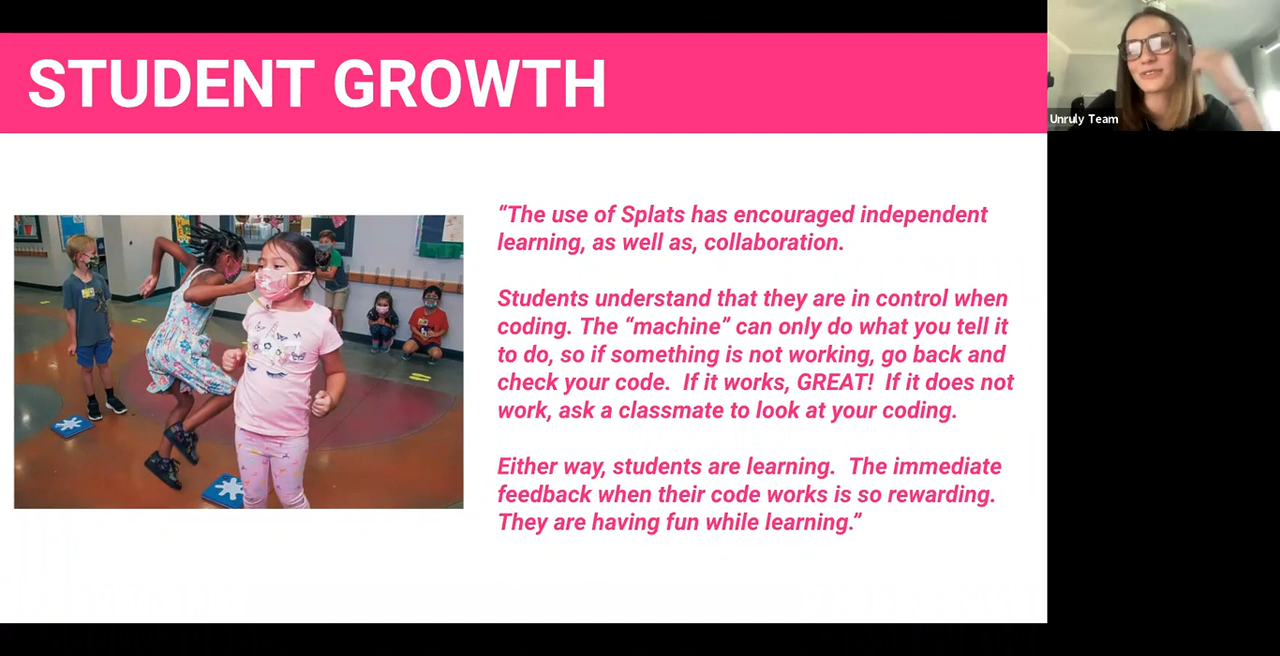 STUDENT GROWTH
Unruly Team
“The use of Splats has encouraged independent
learning, as well as, collaboration.
Students understand that they are in control when
coding. The “machine” can only do what you tell it
to do, so if something is not working, go back and
check your code.  If it works, GREAT!  If it does not
work, ask a classmate to look at your coding.
Either way, students are learning.  The immediate
feedback when their code works is so rewarding.
They are having fun while learning.”